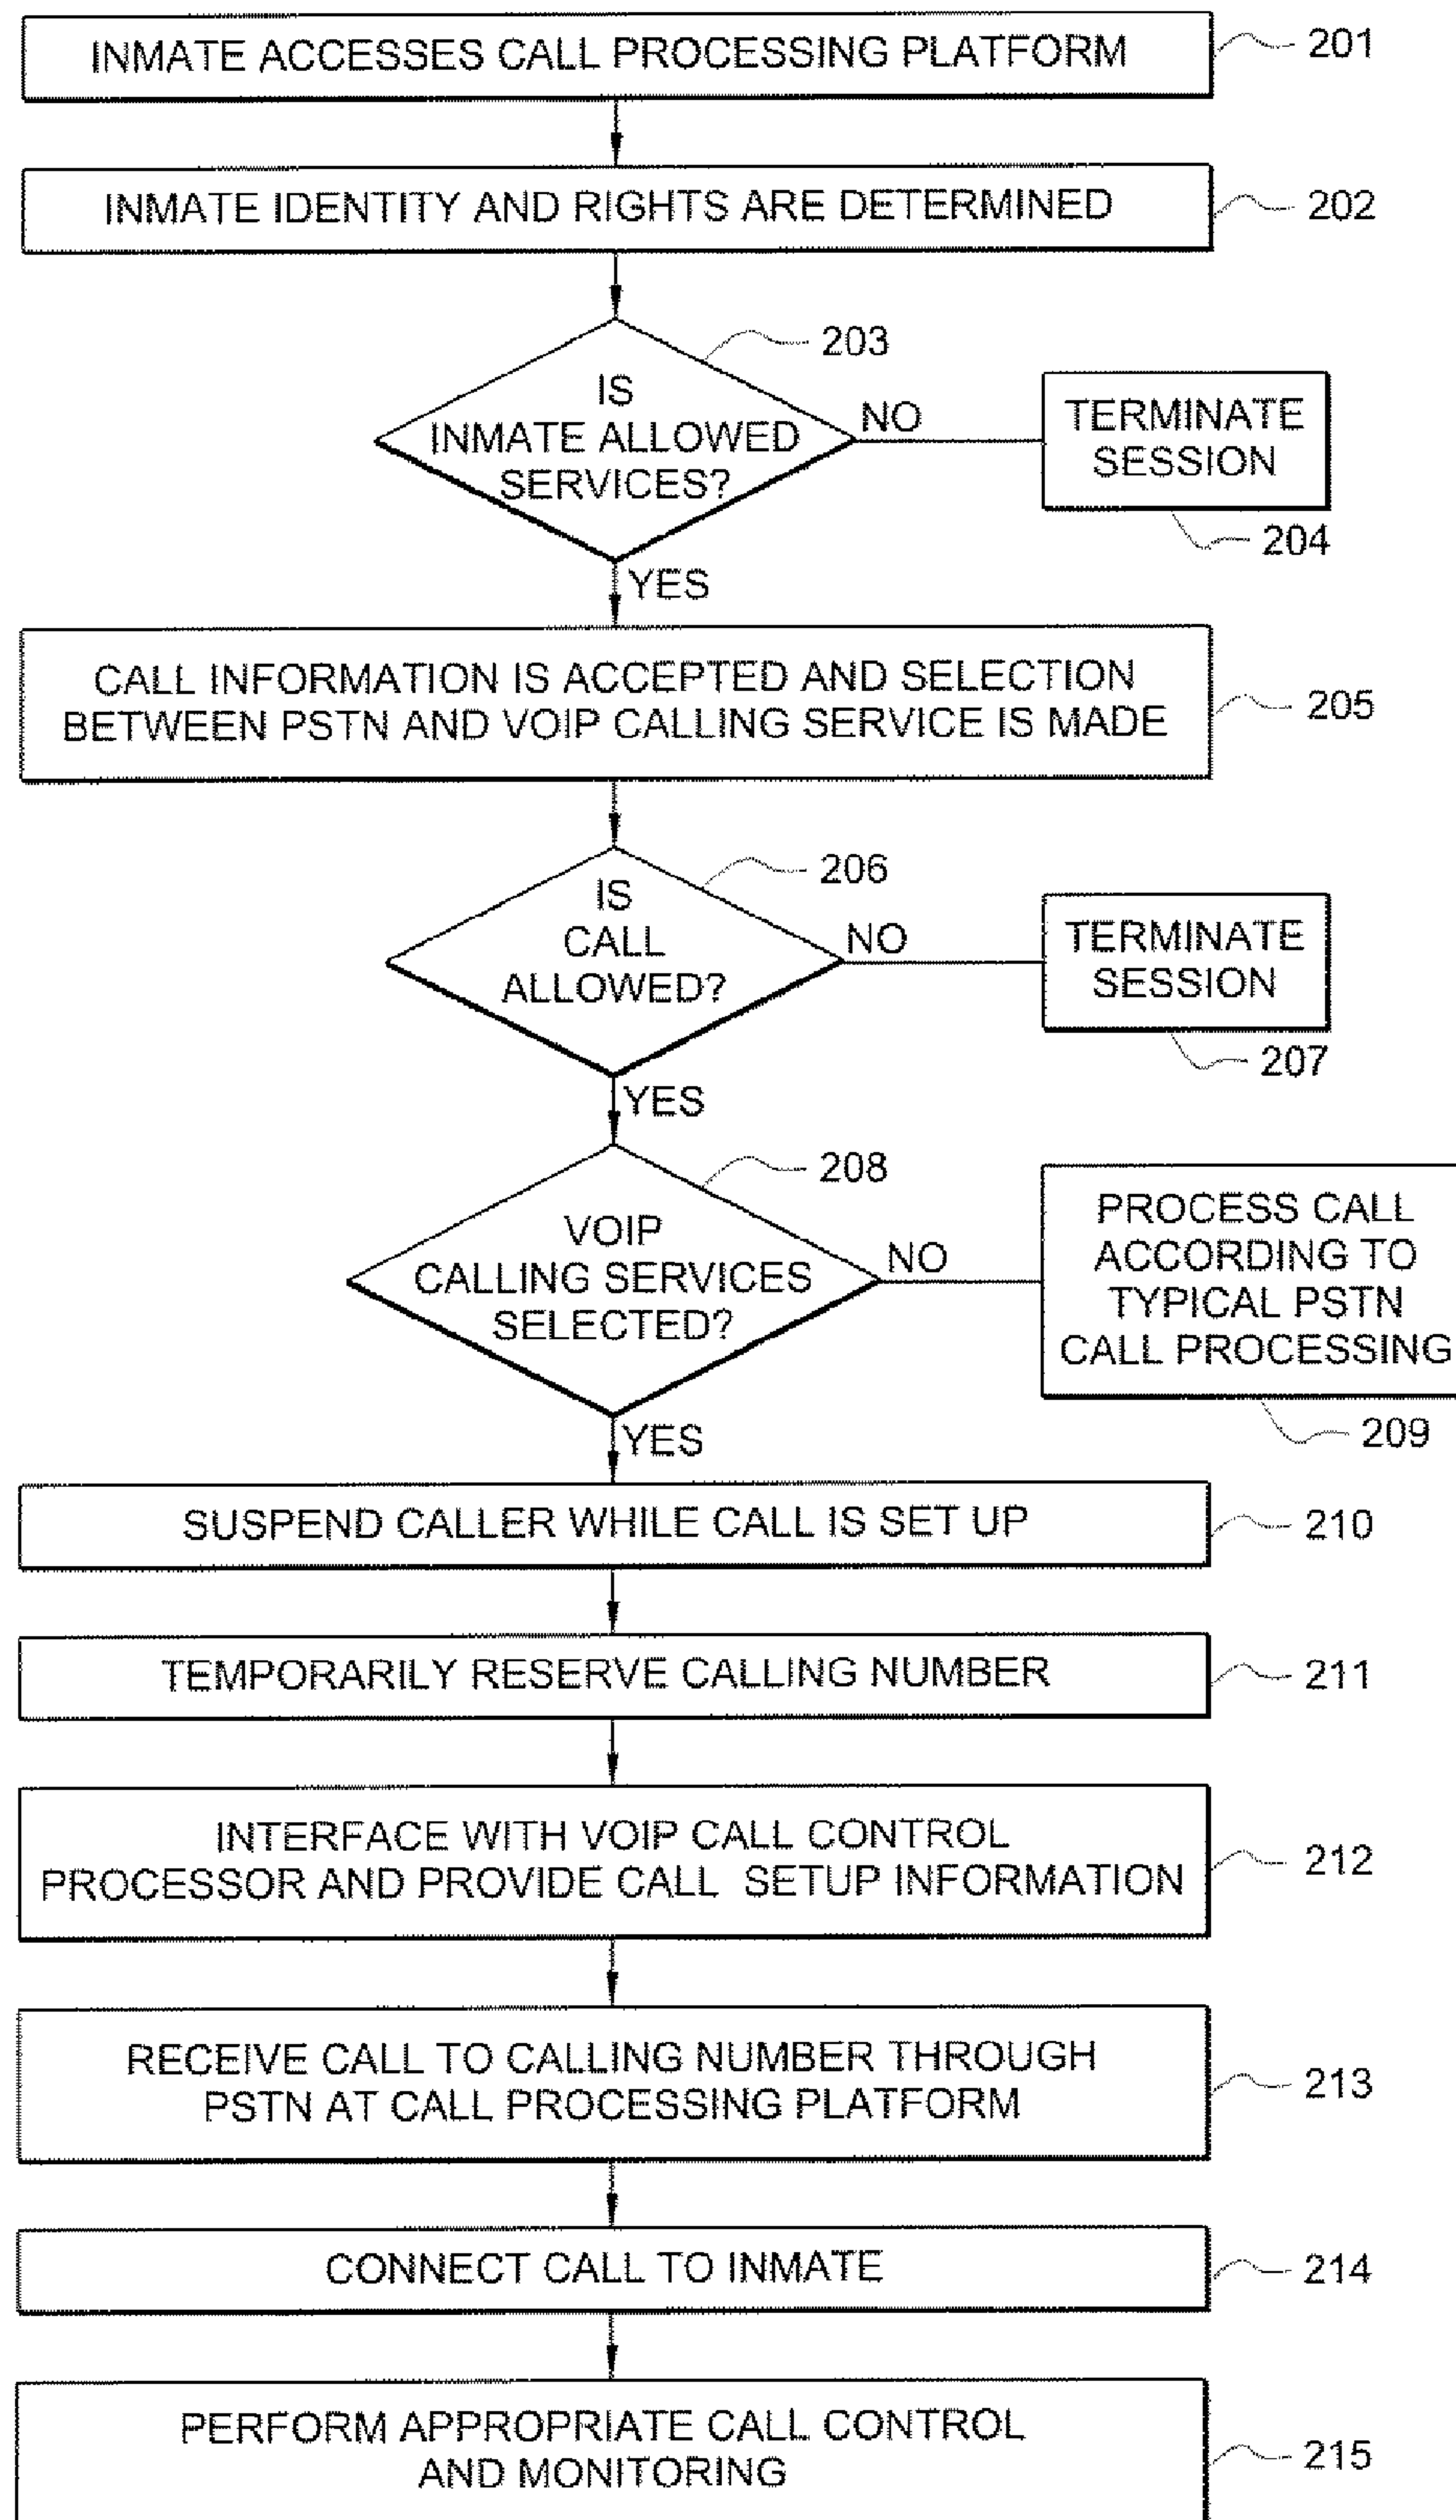 INMATE ACCESSES CALL PROCESSING PLATFORM
201
INMATE IDENTITY AND RIGHTS ARE DETERMINED
202
203
IS
INMATE ALLOWED
SERVICES?
NO
TERMINATE
SESSION
204
YES
CALL INFORMATION IS ACCEPTED AND SELECTION
BETWEEN PSTN AND VOIP CALLING SERVICE IS MADE
205
206
IS
CALL
ALLOWED?
NO
TERMINATE
SESSION
207
YES
208
VOIP
CALLING SERVICES
SELECTED?
NO
PROCESS CALL
ACCORDING TO
TYPICAL PSTN
CALL PROCESSING
209
YES
SUSPEND CALLER WHILE CALL IS SET UP
210
TEMPORARILY RESERVE CALLING NUMBER
211
INTERFACE WITH VOIP CALL CONTROL
PROCESSOR AND PROVIDE CALL SETUP INFORMATION
212
RECEIVE CALL TO CALLING NUMBER THROUGH
PSTN AT CALL PROCESSING PLATFORM
213
CONNECT CALL TO INMATE
214
PERFORM APPROPRIATE CALL CONTROL
AND MONITORING
215